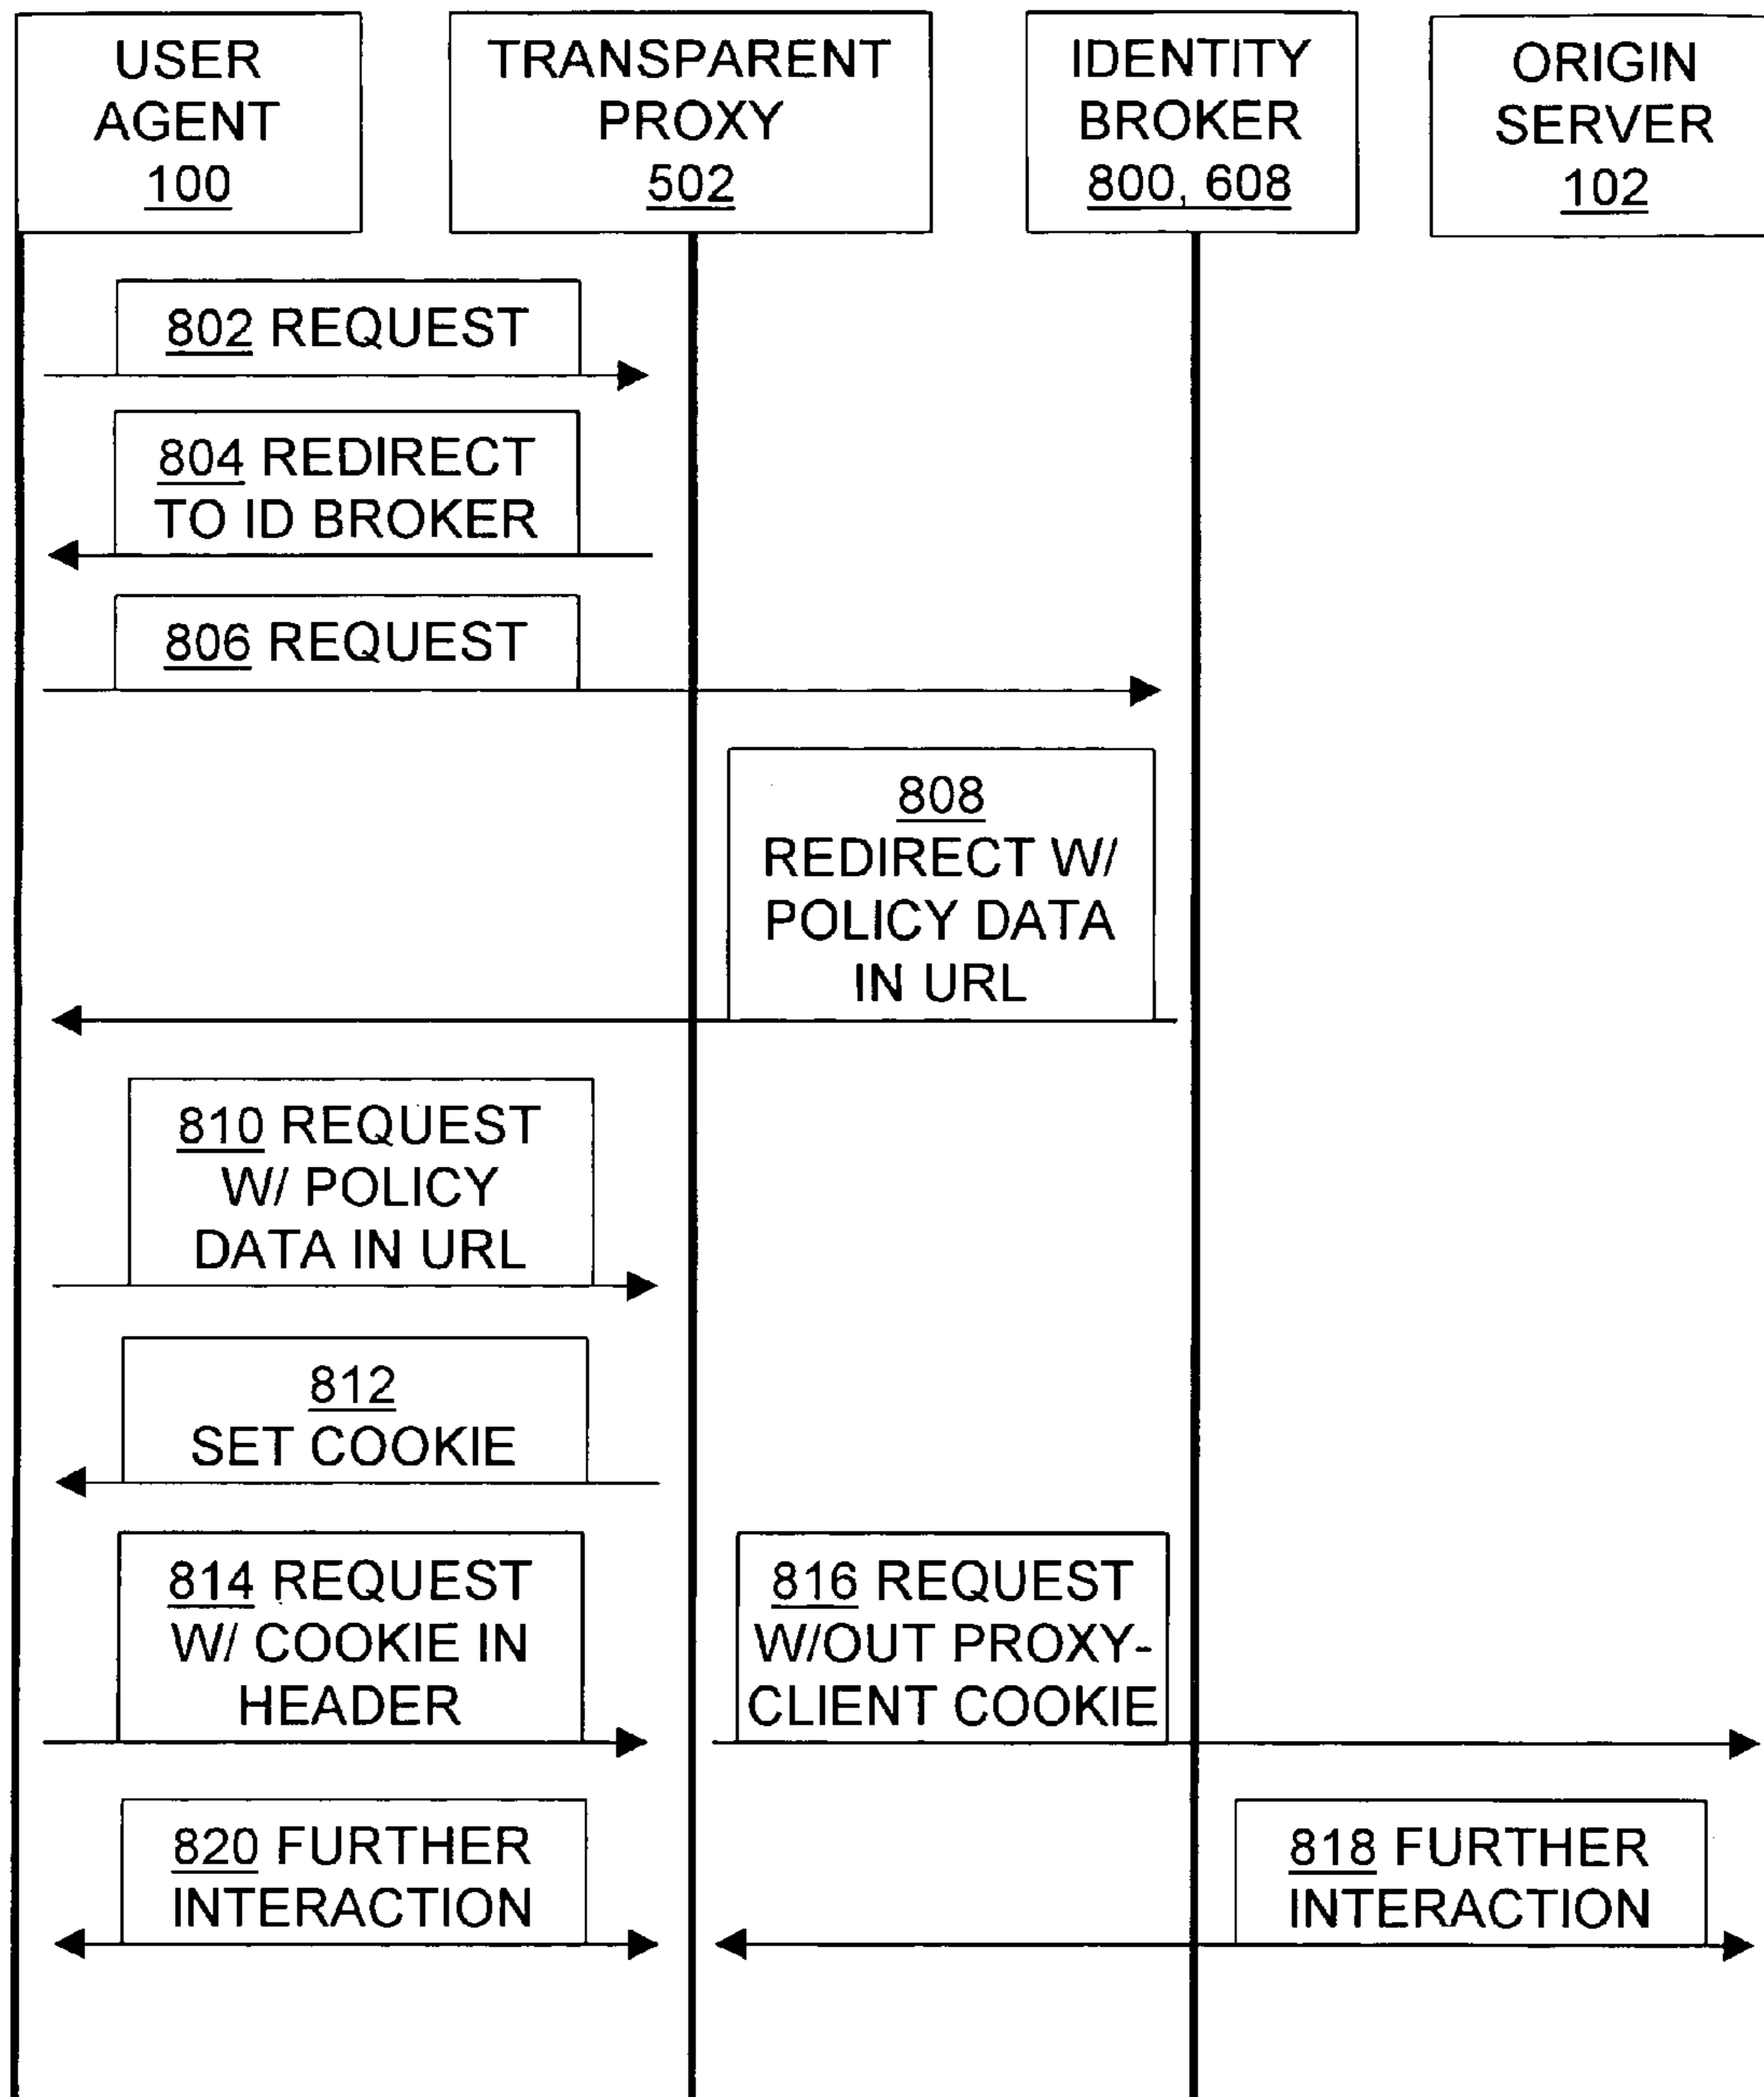 USER
AGENT
100
TRANSPARENT
PROXY
502
IDENTITY
BROKER
800, 608
ORIGIN
SERVER
102
802 REQUEST
804 REDIRECT
TO ID BROKER
806 REQUEST
808
REDIRECT W/
POLICY DATA
IN URL
810 REQUEST
W/ POLICY
DATA IN URL
812
SET COOKIE
814 REQUEST
W/ COOKIE IN
HEADER
816 REQUEST
W/OUT PROXY-
CLIENT COOKIE
820 FURTHER
INTERACTION
818 FURTHER
INTERACTION